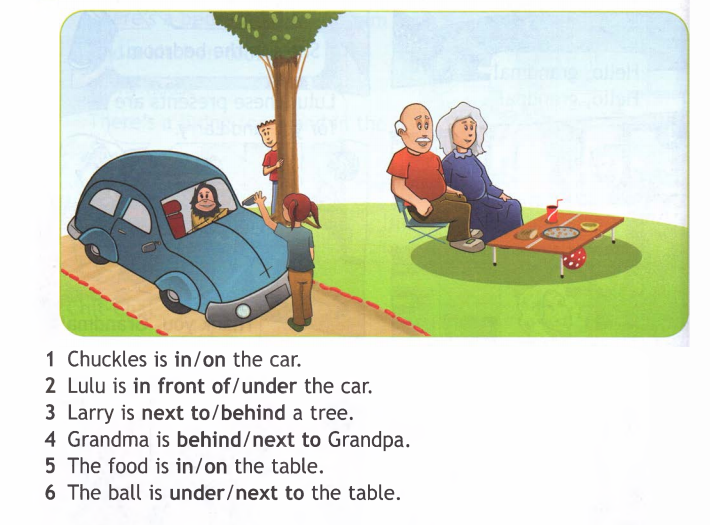 1 Chuckles is in/on the car.
2 Lulu is in front of/under the car.
3 Larry is next to/behind a tree.
4 Grandma is behind/next to Grandpa.
5 The food is in/on the table.
6 The ball is under/next to the table.